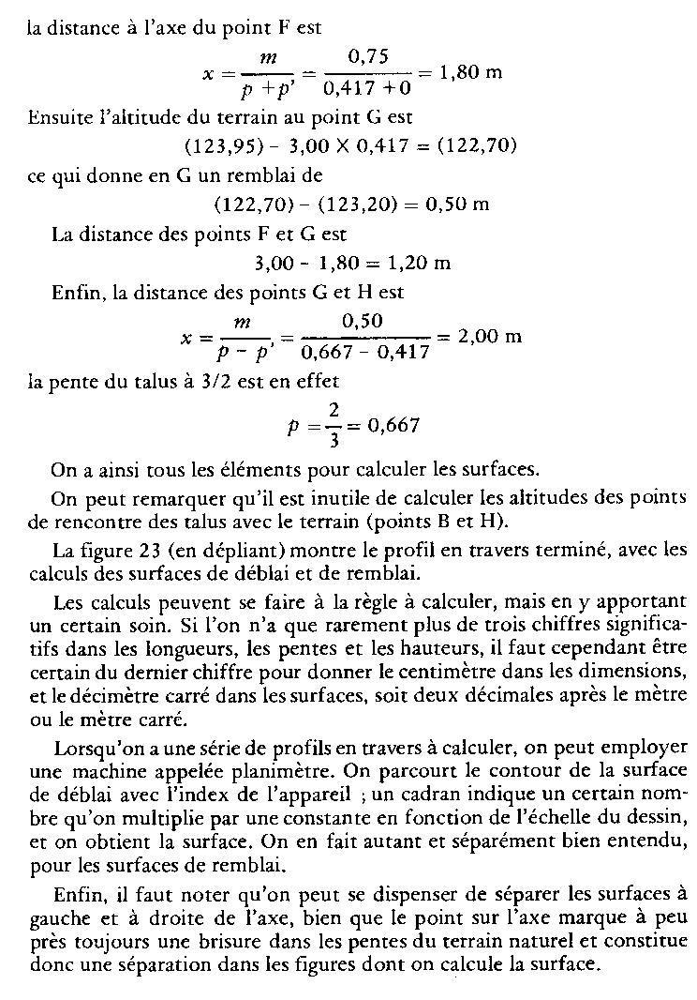 la distance à l'axe du point F est
x = m / (p + p') = 0,75 / (0,417 + 0) = 1,80 m
Ensuite l'altitude du terrain au point G est
(123,95) – 3,00 X 0,417 = (122,70)
ce qui donne en G un remblai de
(122,70) – (123,20) = 0,50 m
La distance des points F et G est
3,00 – 1,80 = 1,20 m
Enfin, la distance des points G et H est
x = m / (p – p') = 0,50 / (0,667 – 0,417) = 2,00 m
la pente du talus à 3/2 est en effet
p = 2/3 = 0,667
On a ainsi tous les éléments pour calculer les surfaces.
On peut remarquer qu'il est inutile de calculer les altitudes des points
de rencontre des talus avec le terrain (points B et H).
La figure 23 (en dépliant) montre le profil en travers terminé, avec les
calculs des surfaces de déblai et de remblai.
Les calculs peuvent se faire à la règle à calculer, mais en y apportant
un certain soin. Si l'on n'a que rarement plus de trois chiffres significa-
tifs dans les longueurs, les pentes et les hauteurs, il faut cependant être
certain du dernier chiffre pour donner le centimètre dans les dimensions,
et le décimètre carré dans les surfaces, soit deux décimales après le mètre
ou le mètre carré.
Lorsqu'on a une série de profils en travers à calculer, on peut employer
une machine appelée planimètre. On parcourt le contour de la surface
de déblai avec l'index de l'appareil ; un cadran indique un certain nom-
bre qu'on multiplie par une constante en fonction de l'échelle du dessin,
et on obtient la surface. On en fait autant et séparément bien entendu,
pour les surfaces de remblai.
Enfin, il faut noter qu'on peut se dispenser de séparer les surfaces à
gauche et à droite de l'axe, bien que le point sur l'axe marque à peu
près toujours une brisure dans les pentes du terrain naturel et constitue
donc une séparation dans les figures dont on calcule la surface.